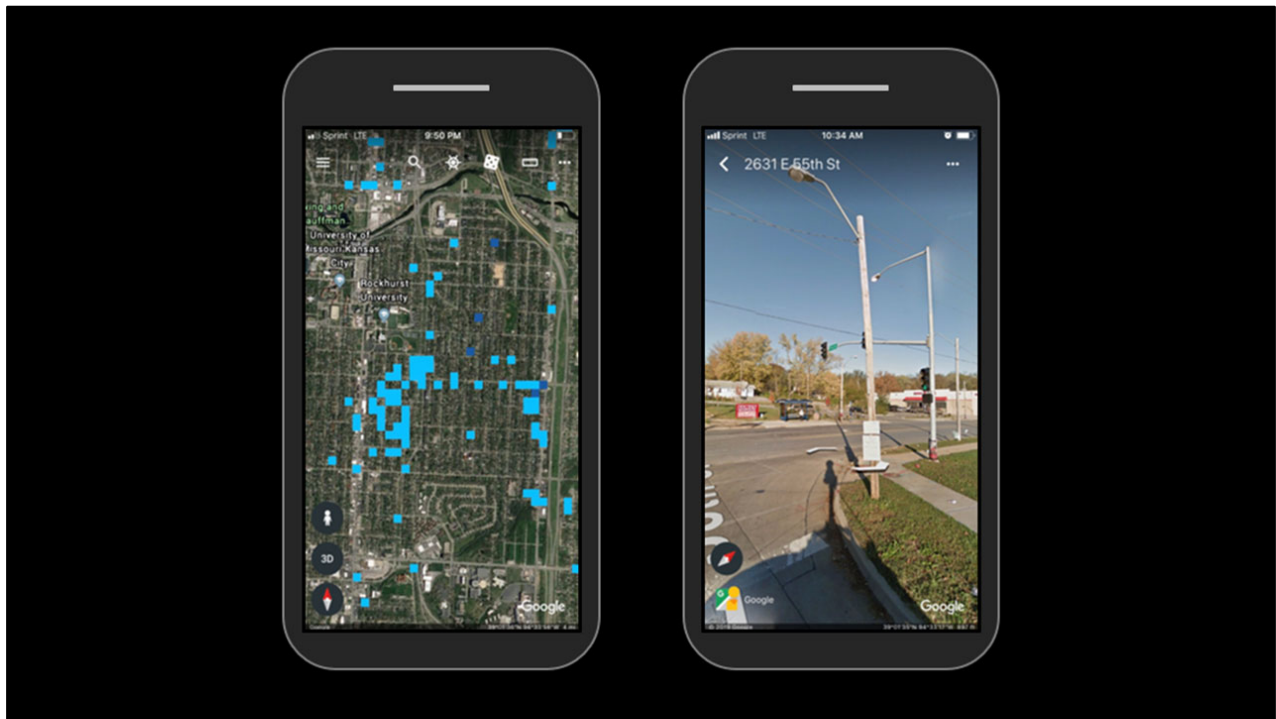 Sprint LTE
9:50 PM
University of
Missouri-Kansas
City
Rockhurst
University
3D
Google
Sprint LTE
10:34 AM
2631 E 55th St
Google
Google